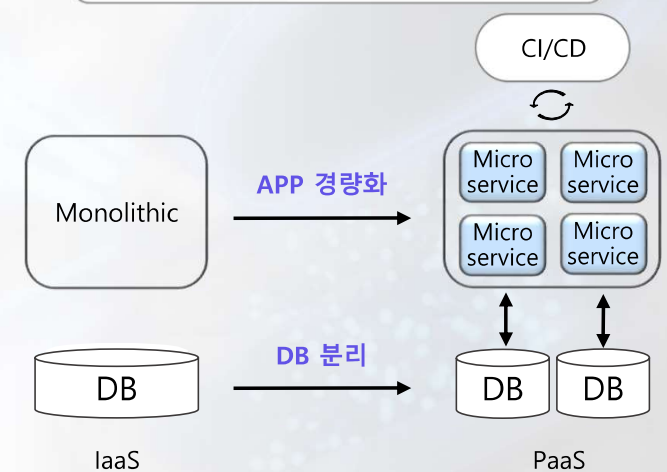 CI/CD
Monolithic
APP 경량화
Micro
service
Micro
service
Micro
service
Micro
service
DB
DB 분리
DB
DB
IaaS
PaaS